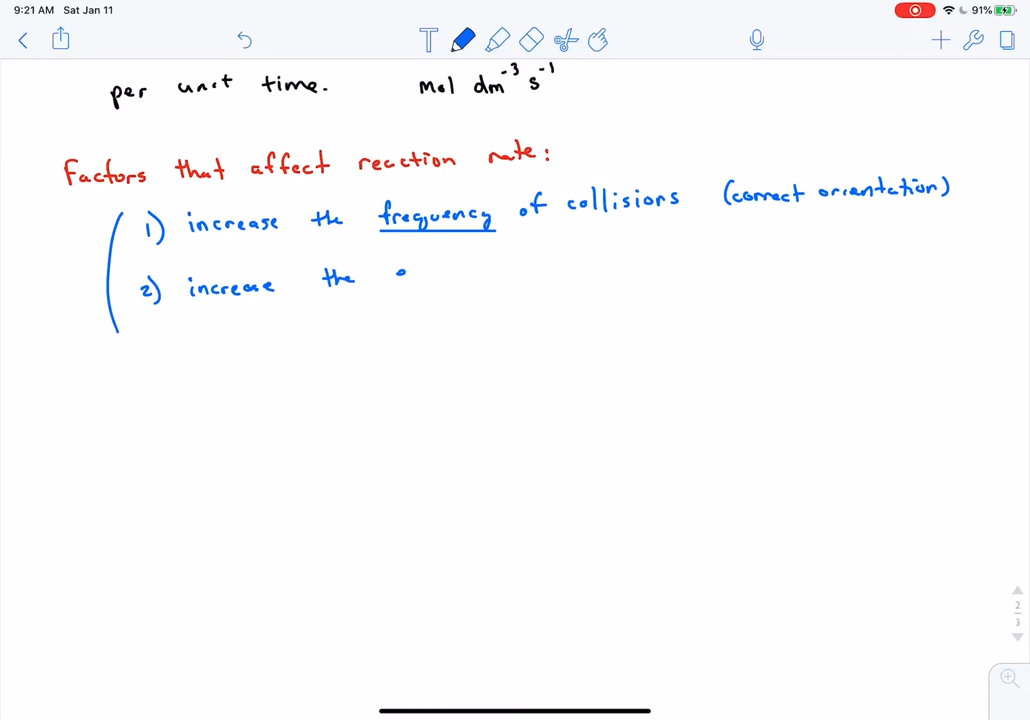 9:21 AM Sat Jan 11
91%
per unit time. mol dm⁻³ s⁻¹
Factors that affect reaction rate:
1) increase the frequency of collisions (correct orientation)
2) increase the
2
3